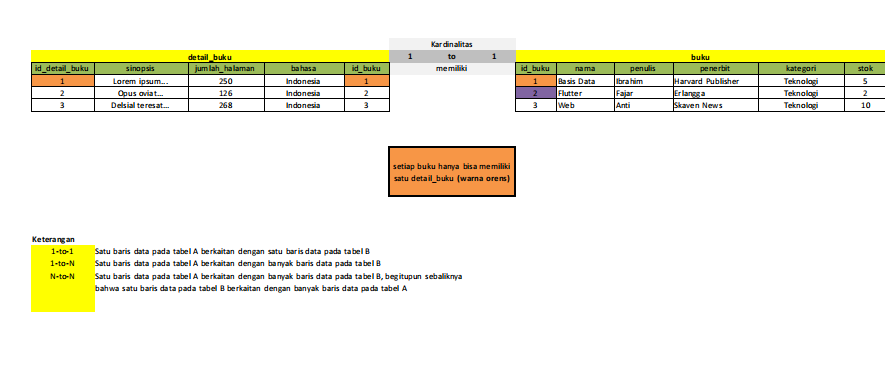 Kardinalitas
detail_buku 1 to 1 buku
id_detail_buku sinopsis jumlah_halaman bahasa id_buku memiliki id_buku nama penulis penerbit kategori stok
1 Lorem ipsum... 250 Indonesia 1 1 Basis Data Ibrahim Harvard Publisher Teknologi 5
2 Opus oviat... 126 Indonesia 2 2 Flutter Fajar Erlangga Teknologi 2
3 Delsial teresat... 268 Indonesia 3 3 Web Anti Skaven News Teknologi 10
setiap buku hanya bisa memiliki
satu detail_buku (warna orens)
Keterangan
1-to-1 Satu baris data pada tabel A berkaitan dengan satu baris data pada tabel B
1-to-N Satu baris data pada tabel A berkaitan dengan banyak baris data pada tabel B
N-to-N Satu baris data pada tabel A berkaitan dengan banyak baris data pada tabel B, begitupun sebaliknya
bahwa satu baris data pada tabel B berkaitan dengan banyak baris data pada tabel A